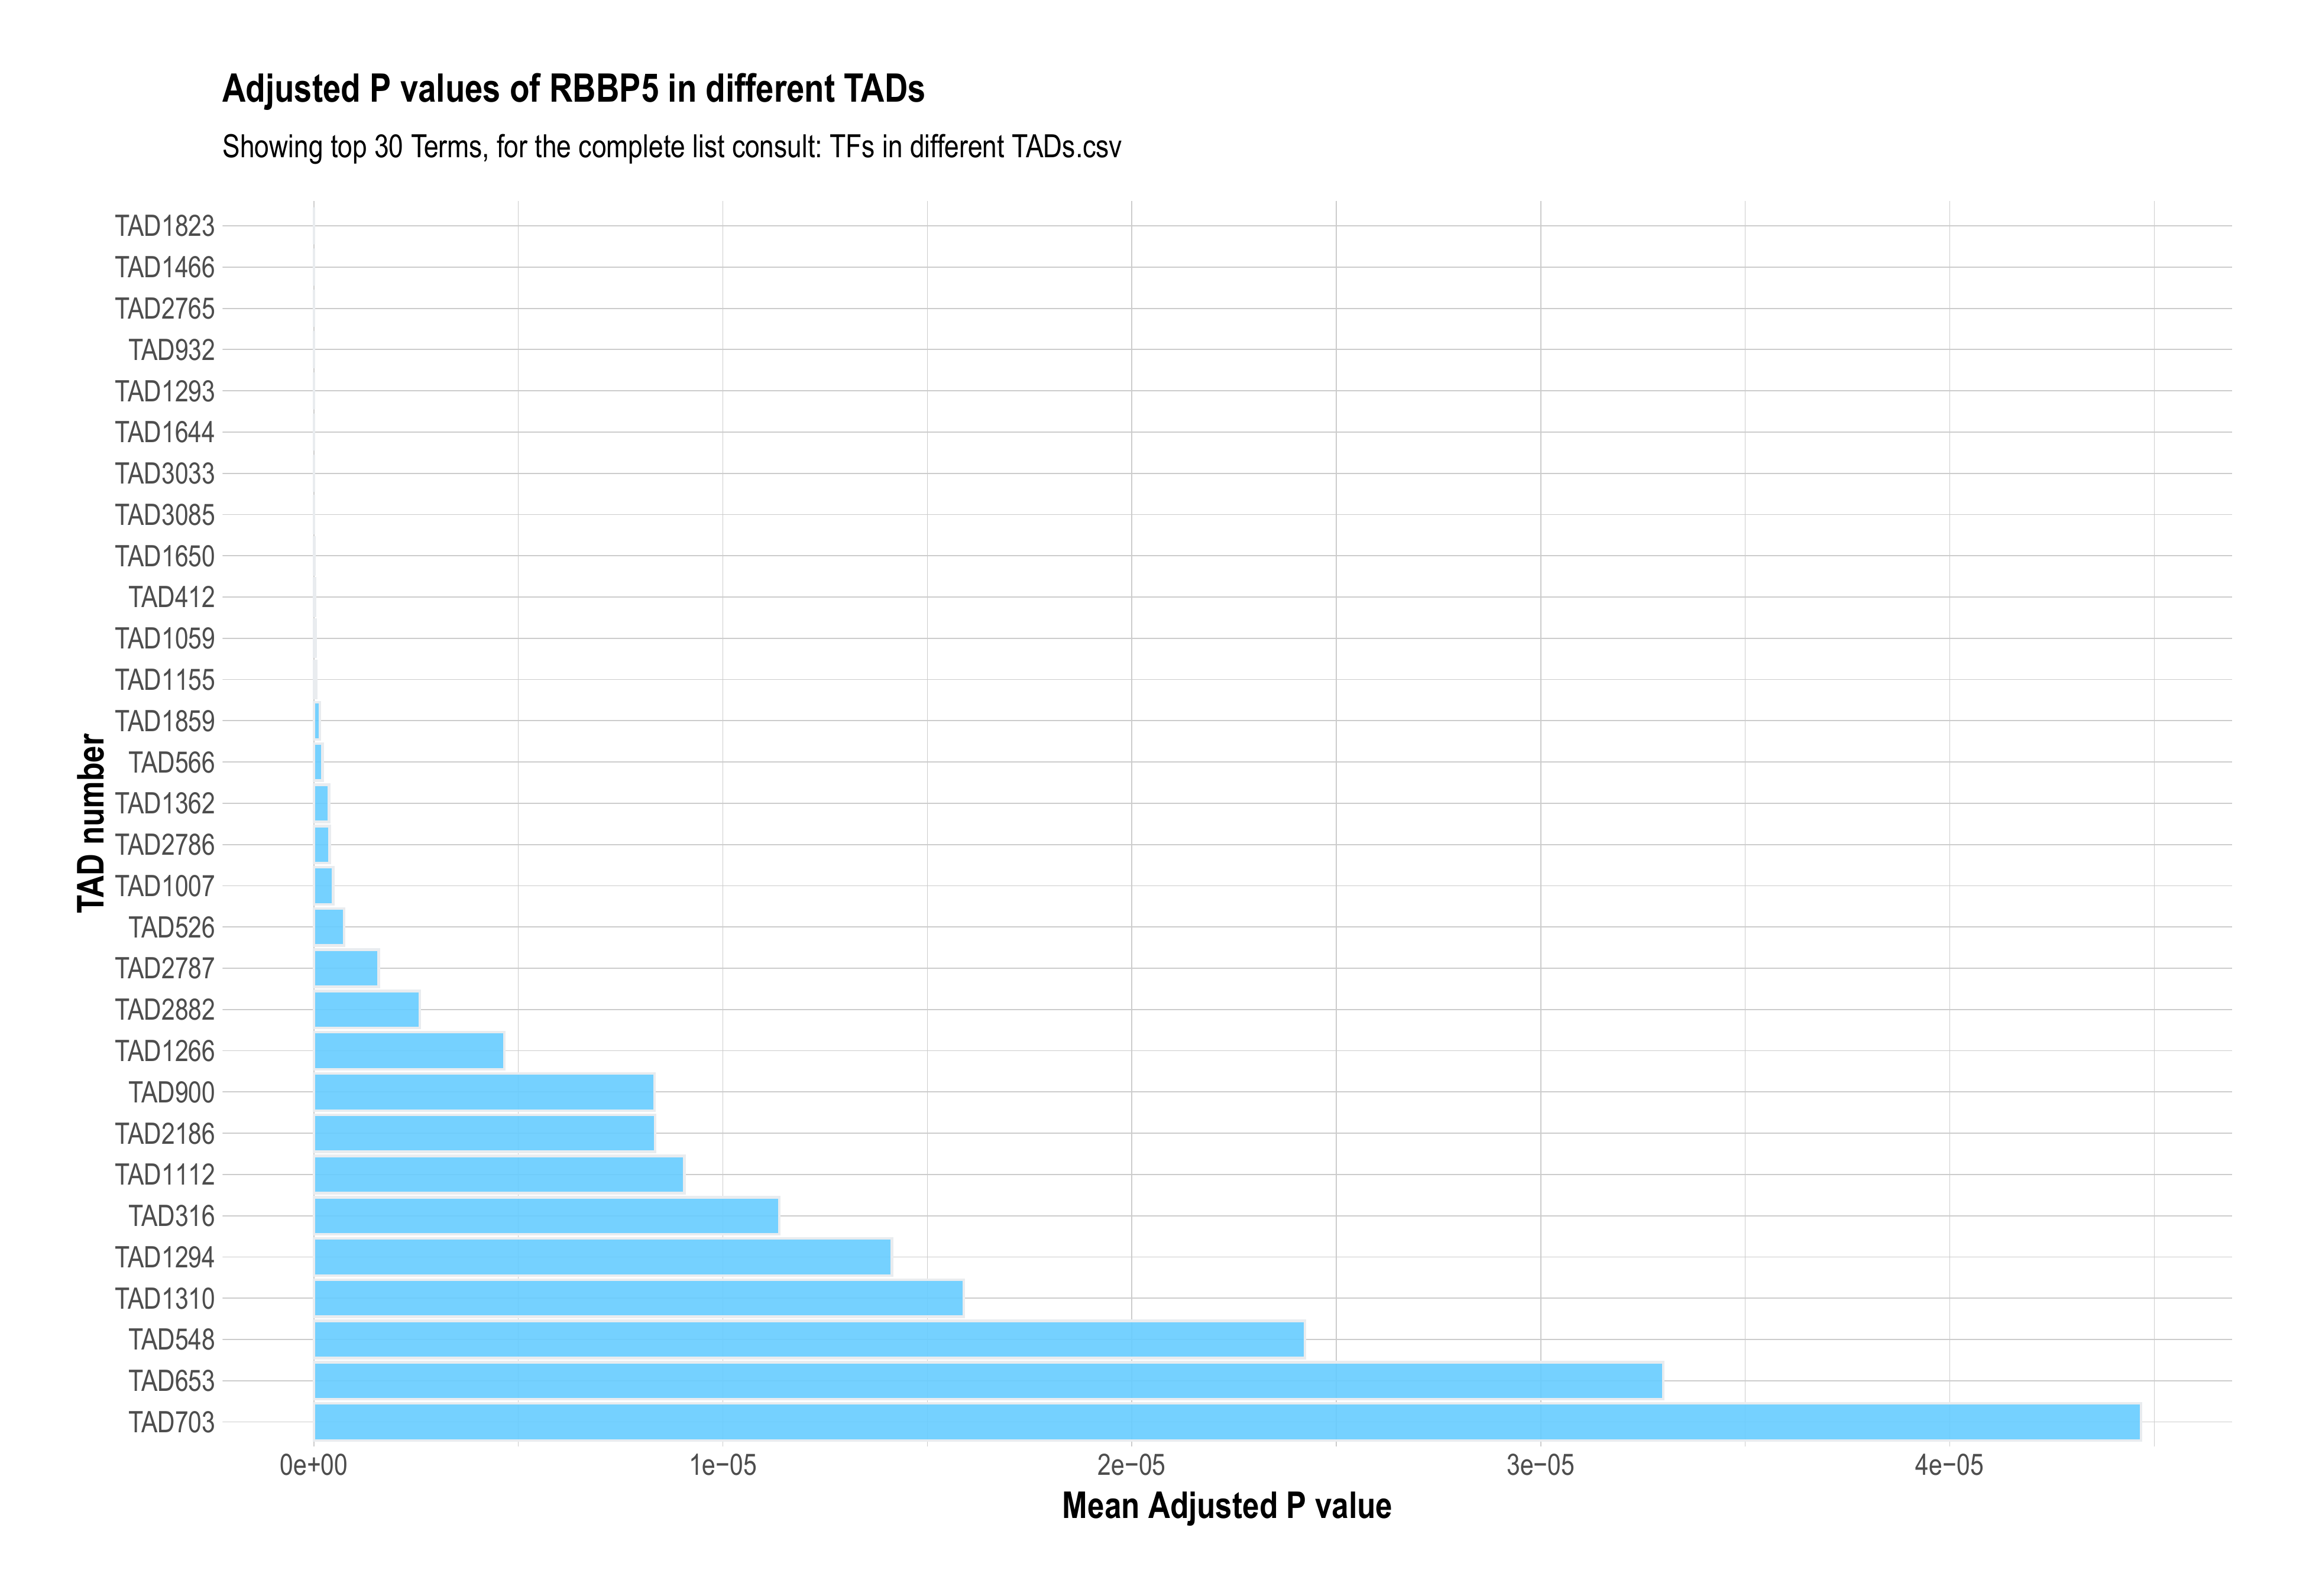 Adjusted P values of RBBP5 in different TADs
Showing top 30 Terms, for the complete list consult: TFs in different TADs.csv
TAD number
TAD1823
TAD1466
TAD2765
TAD932
TAD1293
TAD1644
TAD3033
TAD3085
TAD1650
TAD412
TAD1059
TAD1155
TAD1859
TAD566
TAD1362
TAD2786
TAD1007
TAD526
TAD2787
TAD2882
TAD1266
TAD900
TAD2186
TAD1112
TAD316
TAD1294
TAD1310
TAD548
TAD653
TAD703
0e+00 1e−05 2e−05 3e−05 4e−05
Mean Adjusted P value